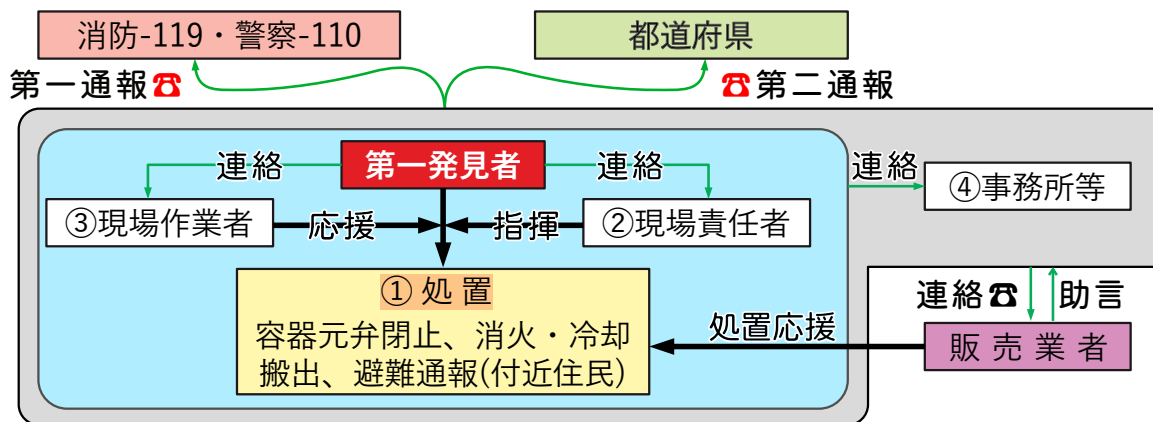 消防-119・警察-110
都道府県
第一通報☎
☎第二通報
連絡
第一発見者
連絡
連絡
④事務所等
③現場作業者
応援
指揮
②現場責任者
①処置
容器元弁閉止、消火・冷却
搬出、避難通報(付近住民)
処置応援
連絡☎
助言
販売業者